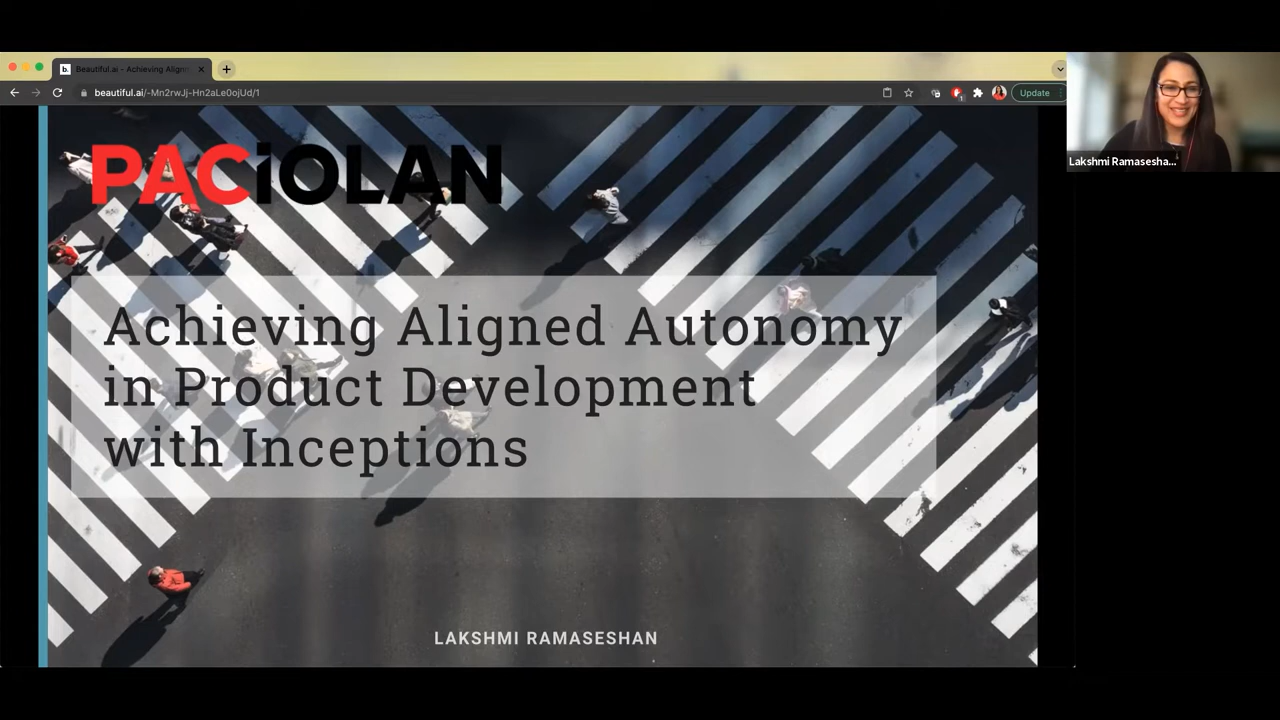 Beautiful.ai - Achieving Align
beautiful.ai/-Mn2rwJj-Hn2aLe0ojUd/1
Update
Lakshmi Ramasesha...
PACiOLAN
Achieving Aligned Autonomy
in Product Development
with Inceptions
LAKSHMI RAMASESHAN